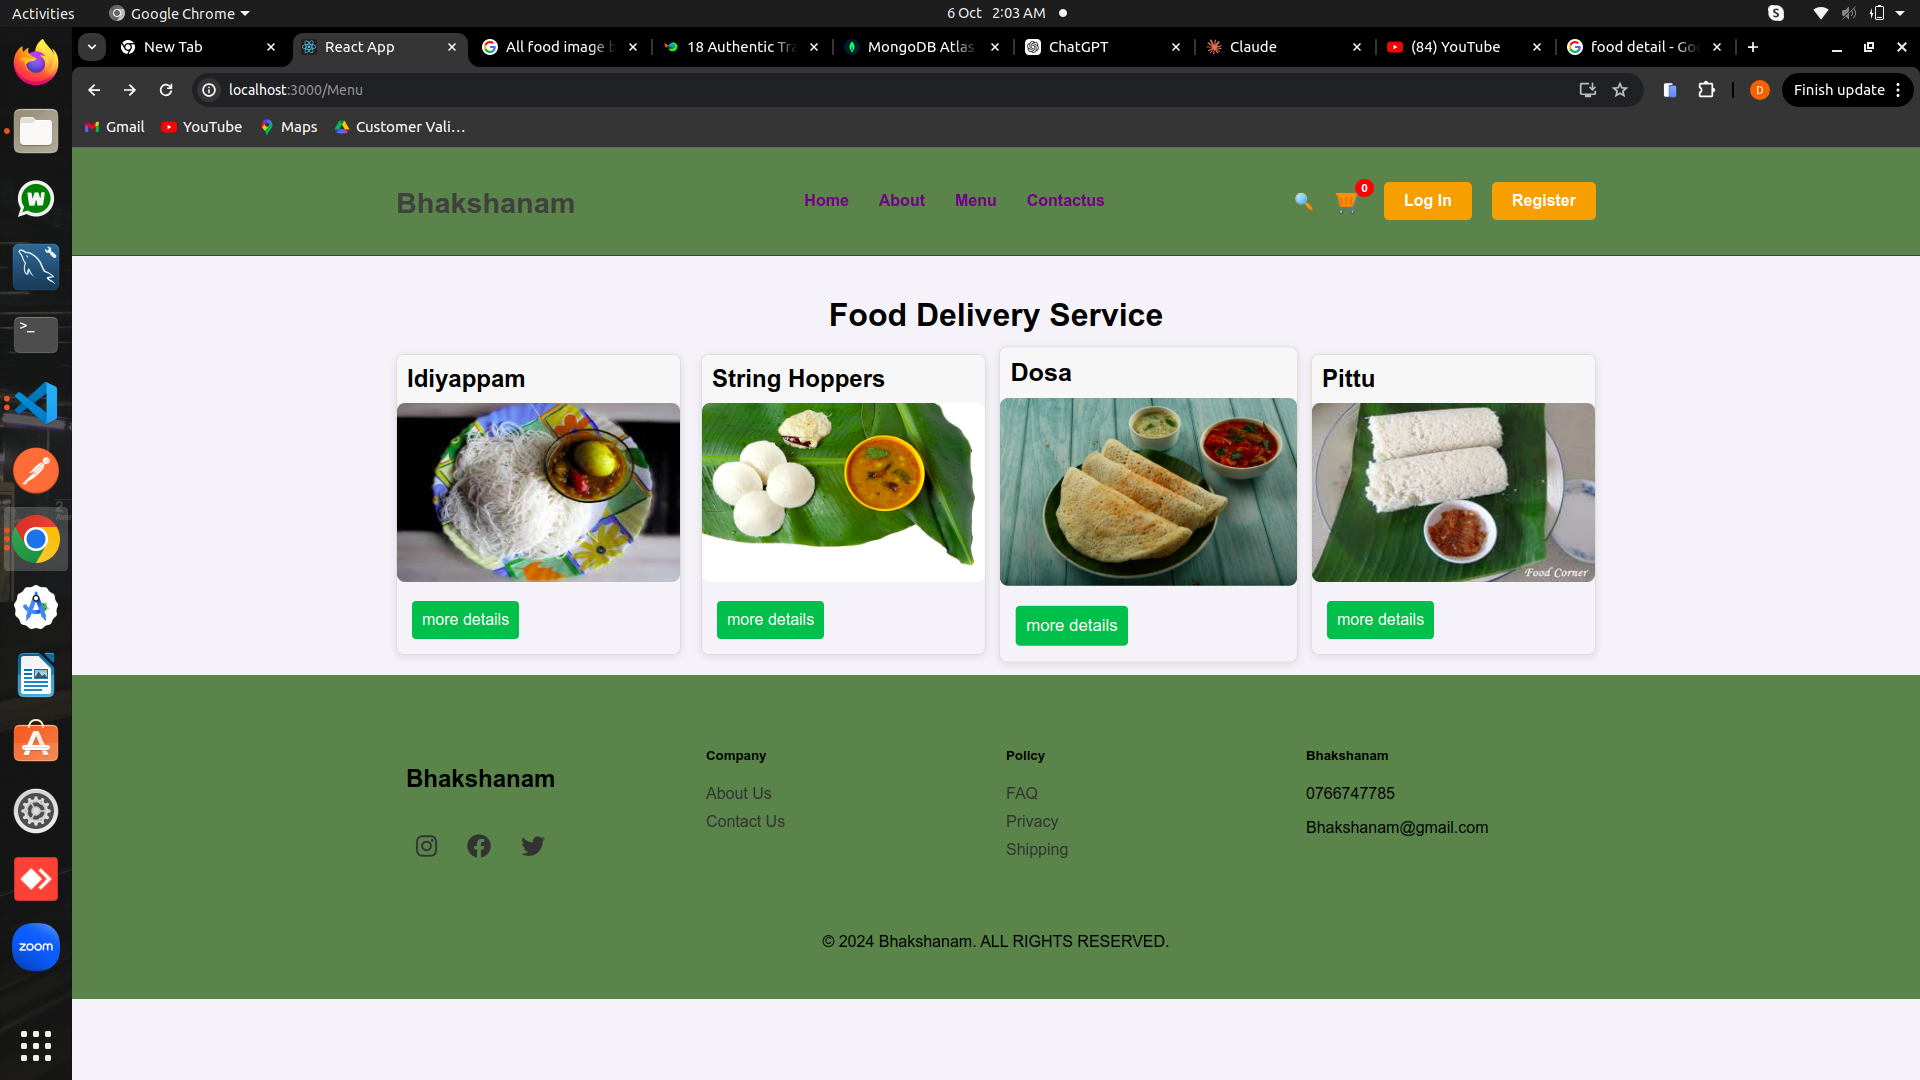 Activities
Google Chrome
6 Oct 2:03 AM
New Tab
React App
All food image b
18 Authentic Tra
MongoDB Atlas
ChatGPT
Claude
(84) YouTube
food detail - Goo
localhost:3000/Menu
D
Finish update
Gmail
YouTube
Maps
Customer Vali...
Bhakshanam
Home
About
Menu
Contactus
0
Log In
Register
Food Delivery Service
Idiyappam
String Hoppers
Dosa
Pittu
Food Corner
more details
more details
more details
more details
Bhakshanam
Company
About Us
Contact Us
Policy
FAQ
Privacy
Shipping
Bhakshanam
0766747785
Bhakshanam@gmail.com
© 2024 Bhakshanam. ALL RIGHTS RESERVED.
zoom